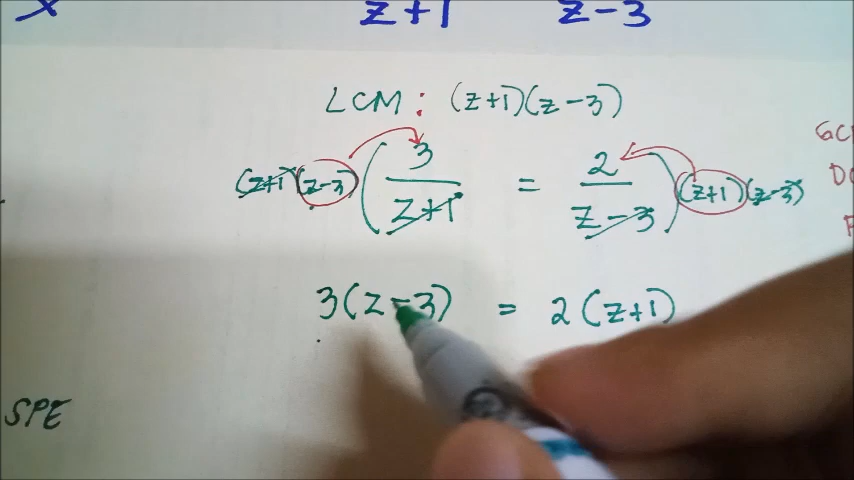 z+1 z-3
LCM: (z+1)(z-3)
(z+1)(z-3) ( 3/z+1 = 2/z-3 ) (z+1)(z-3)
3(z-3) = 2(z+1)
SPE